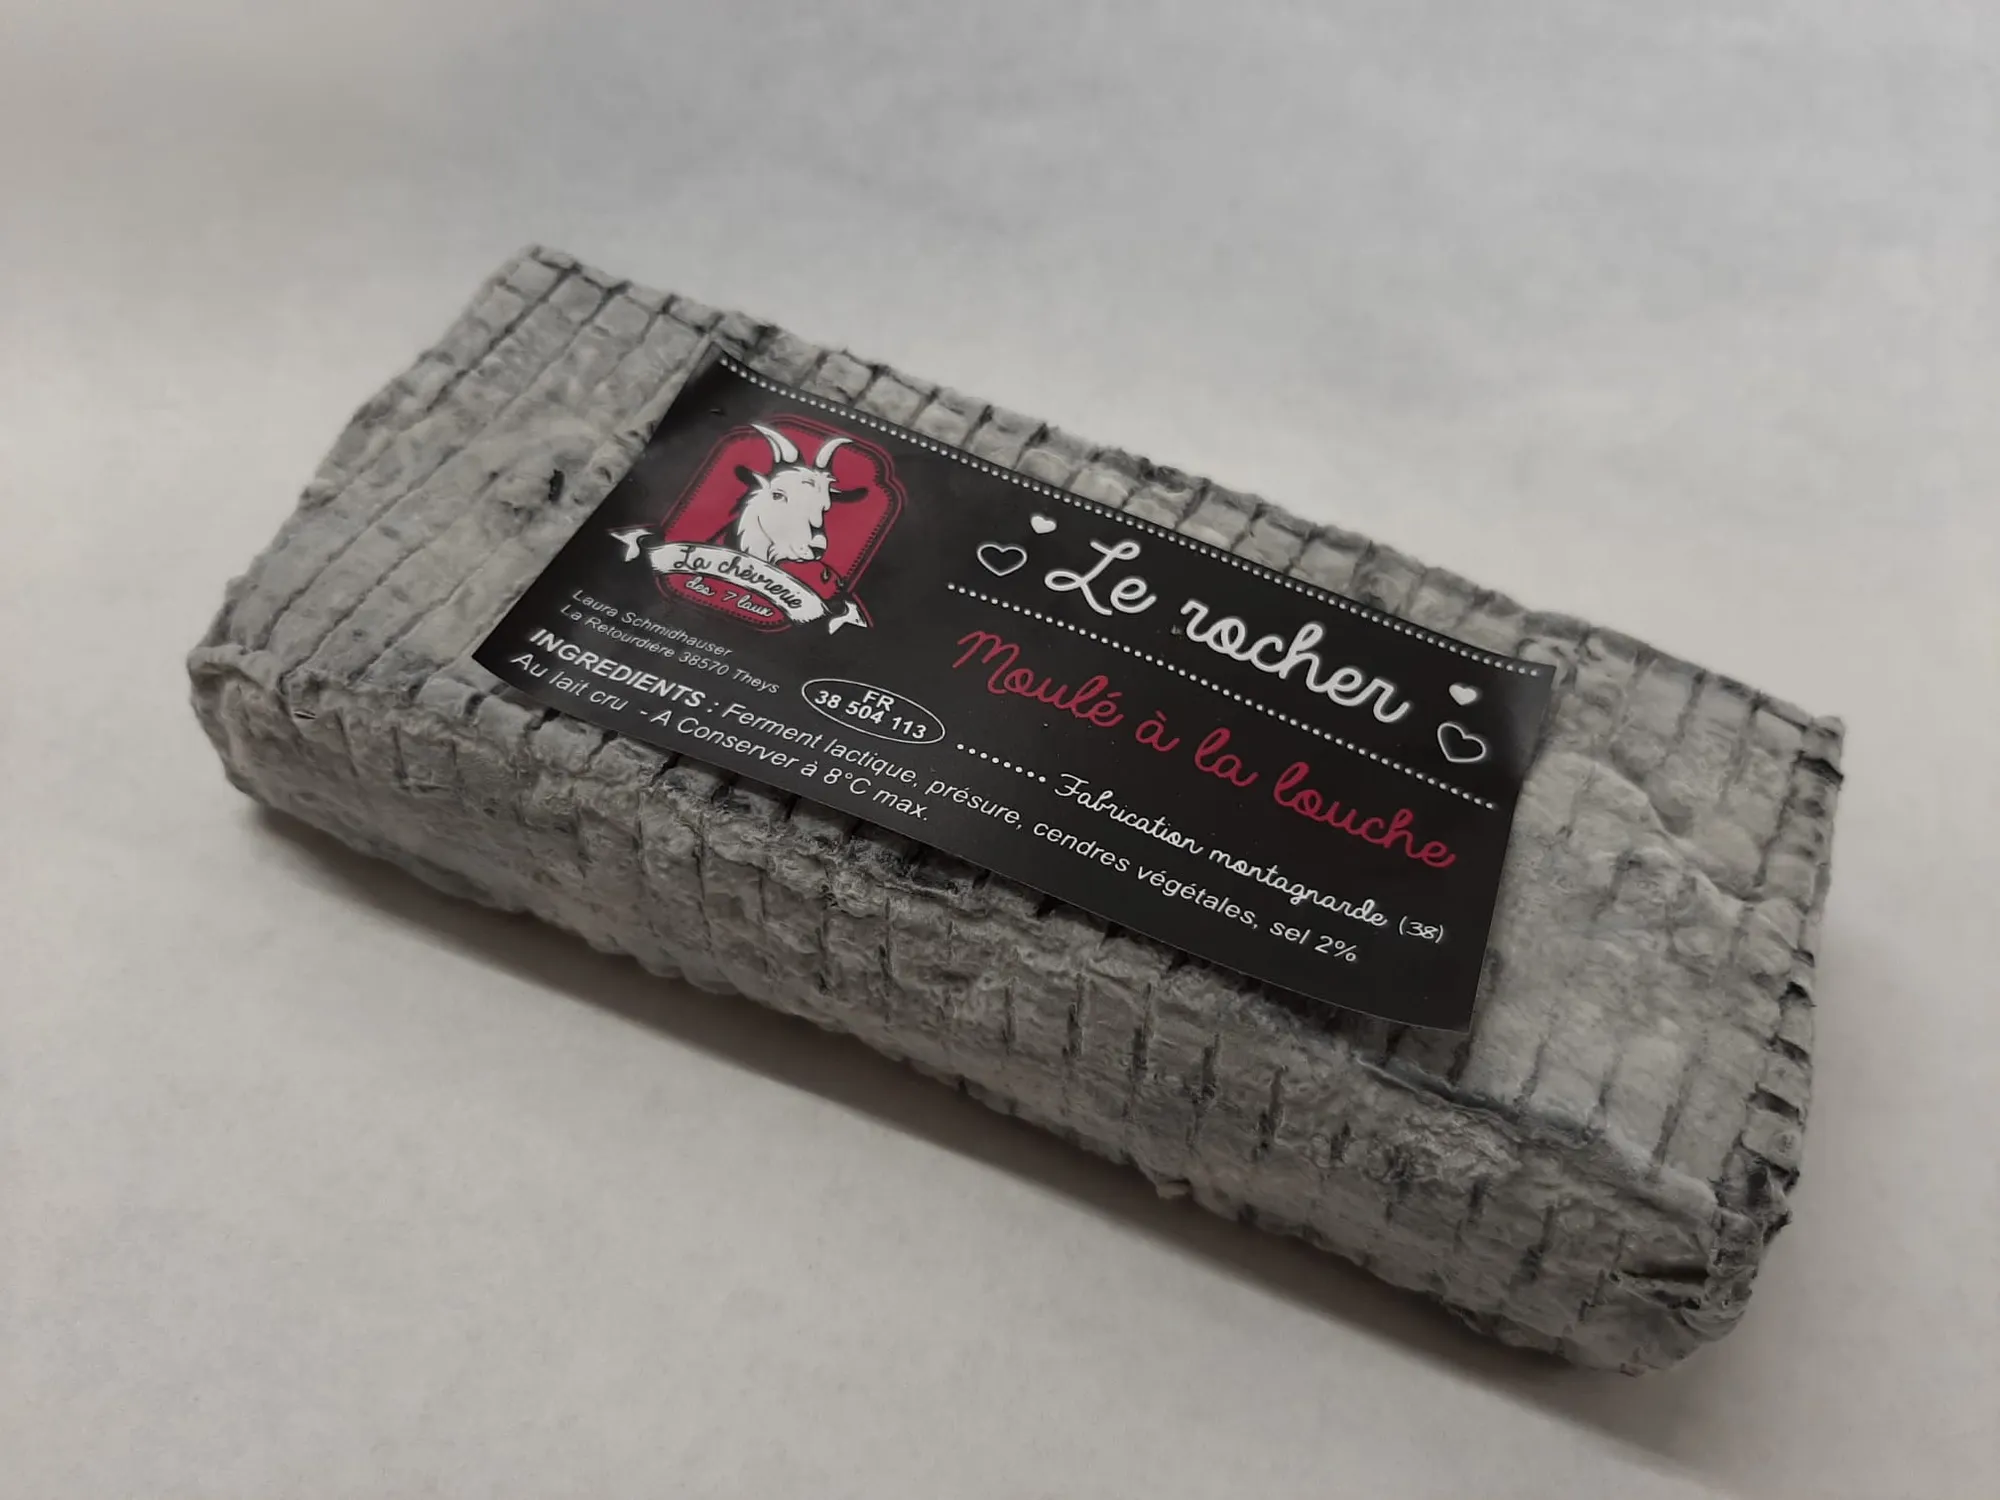 La chèvrerie
des 7 laux
Laura Schmidhauser
La Retourdière 38570 Theys
FR
38 504 113
Le rocher
Moulé à la louche
Fabrication montagnarde (38)
INGREDIENTS : Ferment lactique, présure, cendres végétales, sel 2%
Au lait cru - A Conserver à 8°C max.